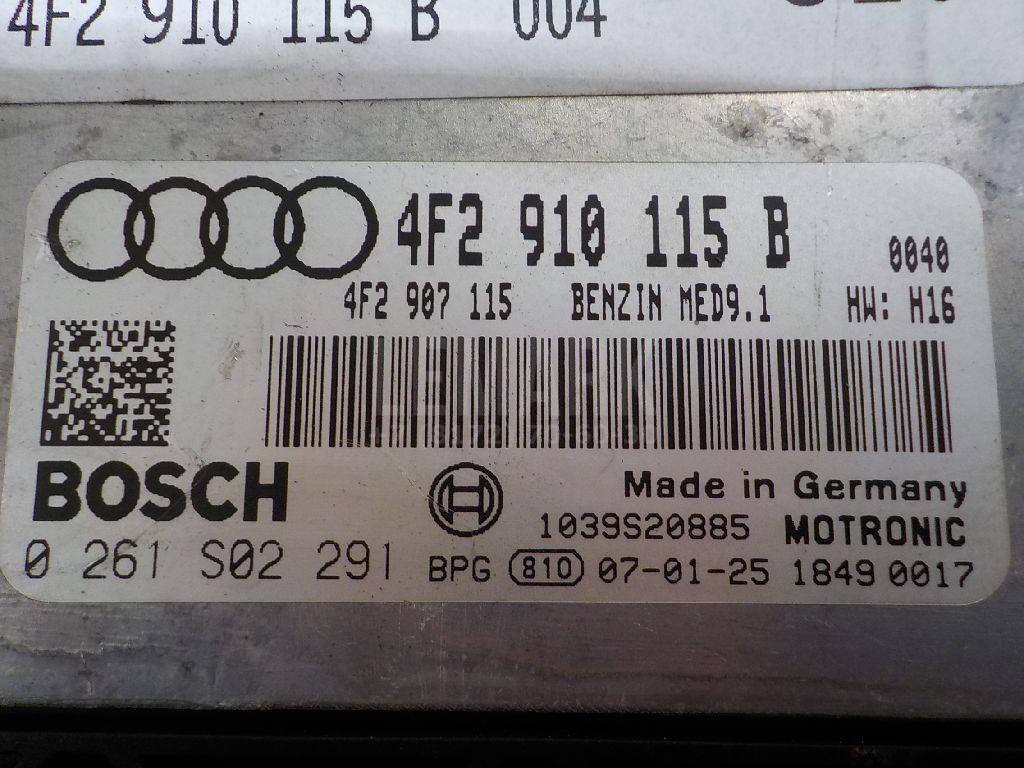 4F2 910 115 B 004
4F2 910 115 B 0040
4F2 907 115 BENZIN MED9.1 HW: H16
BOSCH
Made in Germany
1039S20885 MOTRONIC
0 261 S02 291 BPG 810 07-01-25 1849 0017